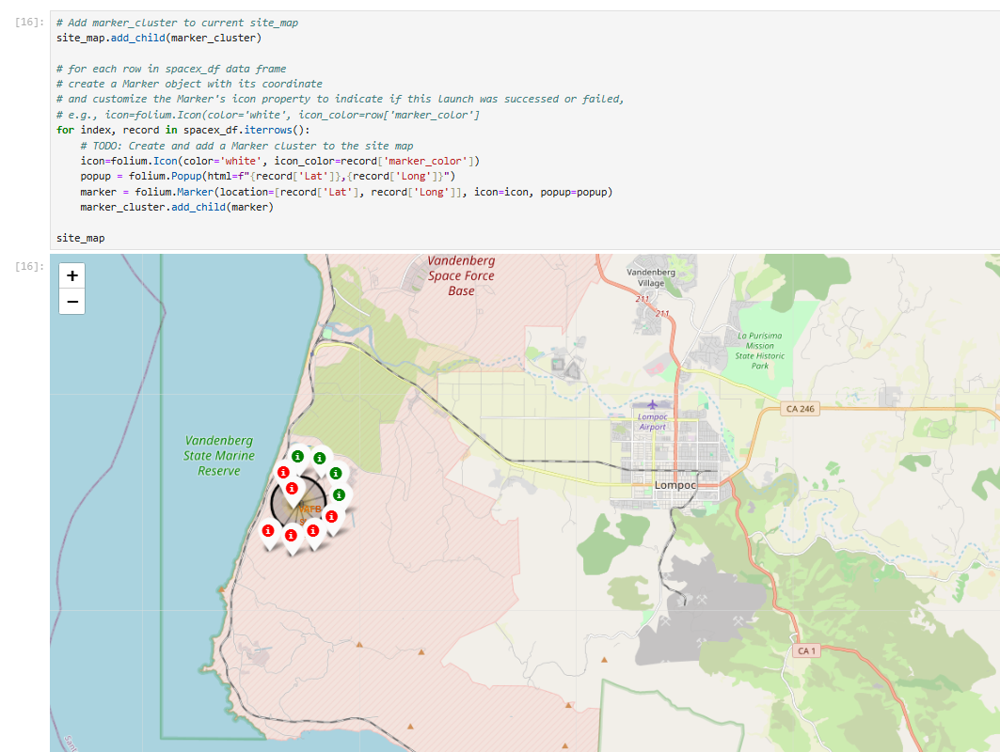 [16]:
# Add marker_cluster to current site_map
site_map.add_child(marker_cluster)
# for each row in spacex_df data frame
# create a Marker object with its coordinate
# and customize the Marker's icon property to indicate if this launch was successed or failed,
# e.g., icon=folium.Icon(color='white', icon_color=row['marker_color']
for index, record in spacex_df.iterrows():
    # TODO: Create and add a Marker cluster to the site map
    icon=folium.Icon(color='white', icon_color=record['marker_color'])
    popup = folium.Popup(html=f"{record['Lat']},{record['Long']}")
    marker = folium.Marker(location=[record['Lat'], record['Long']], icon=icon, popup=popup)
    marker_cluster.add_child(marker)
site_map
[16]:
+
−
Vandenberg
Space Force
Base
Vandenberg
Village
211
211
La Purisima
Mission
State Historic
Park
CA 246
Lompoc
Airport
Vandenberg
State Marine
Reserve
Lompoc
VAFB
CA 1